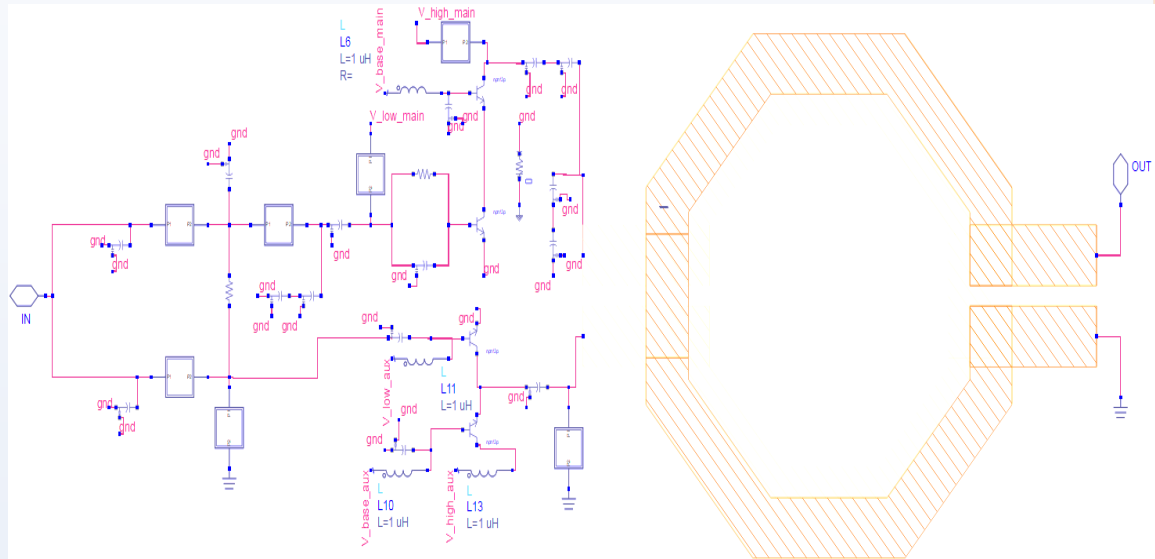 V_high_main
L
L6
L=1 uH
R=
V_base_main
gnd
gnd
gnd
gnd
V_low_main
gnd
gnd
gnd
gnd
gnd
gnd
gnd
gnd
gnd
gnd
gnd
gnd
gnd
IN
OUT
gnd
gnd
L
L11
L=1 uH
V_low_aux
gnd
gnd
gnd
gnd
gnd
V_base_aux
L
L10
L=1 uH
V_high_aux
L
L13
L=1 uH